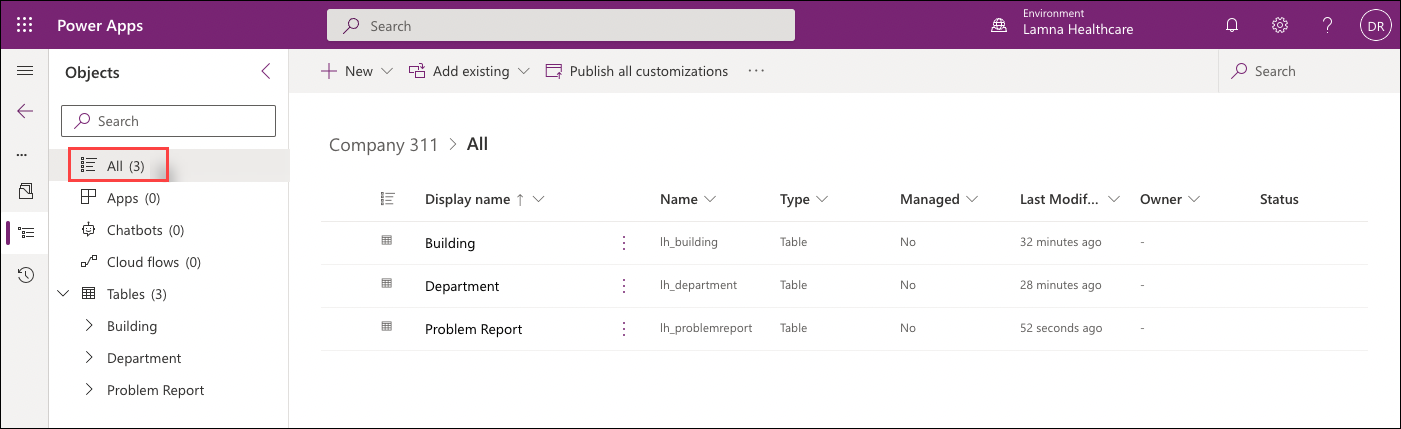 Power Apps
Search
Environment
Lamna Healthcare
DR
Objects
New
Add existing
Publish all customizations
···
Search
Search
All (3)
Apps (0)
Chatbots (0)
Cloud flows (0)
Tables (3)
Building
Department
Problem Report
Company 311 > All
Display name ↑ Name Type Managed Last Modif... Owner Status
Building lh_building Table No 32 minutes ago -
Department lh_department Table No 28 minutes ago -
Problem Report lh_problemreport Table No 52 seconds ago -